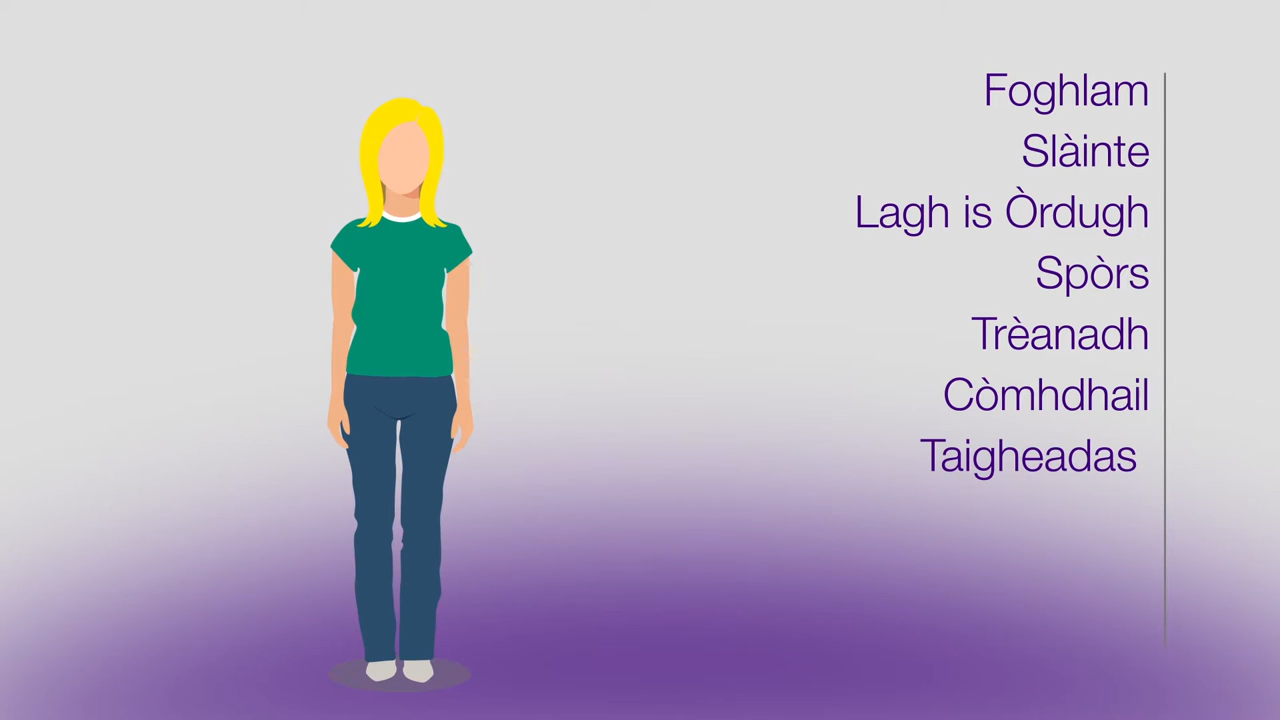 Foghlam
Slàinte
Lagh is Òrdugh
Spòrs
Trèanadh
Còmhdhail
Taigheadas